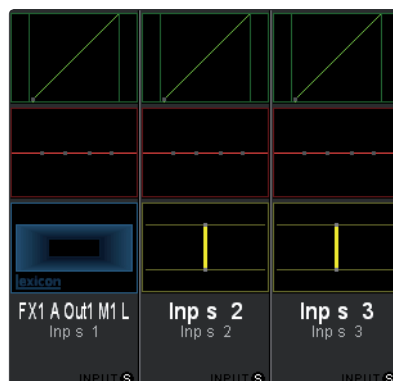 lexicon
FX1 A Out1 M1 L
Inp s 1
INPUT S
Inp s 2
Inp s 2
INPUT S
Inp s 3
Inp s 3
INPUT S